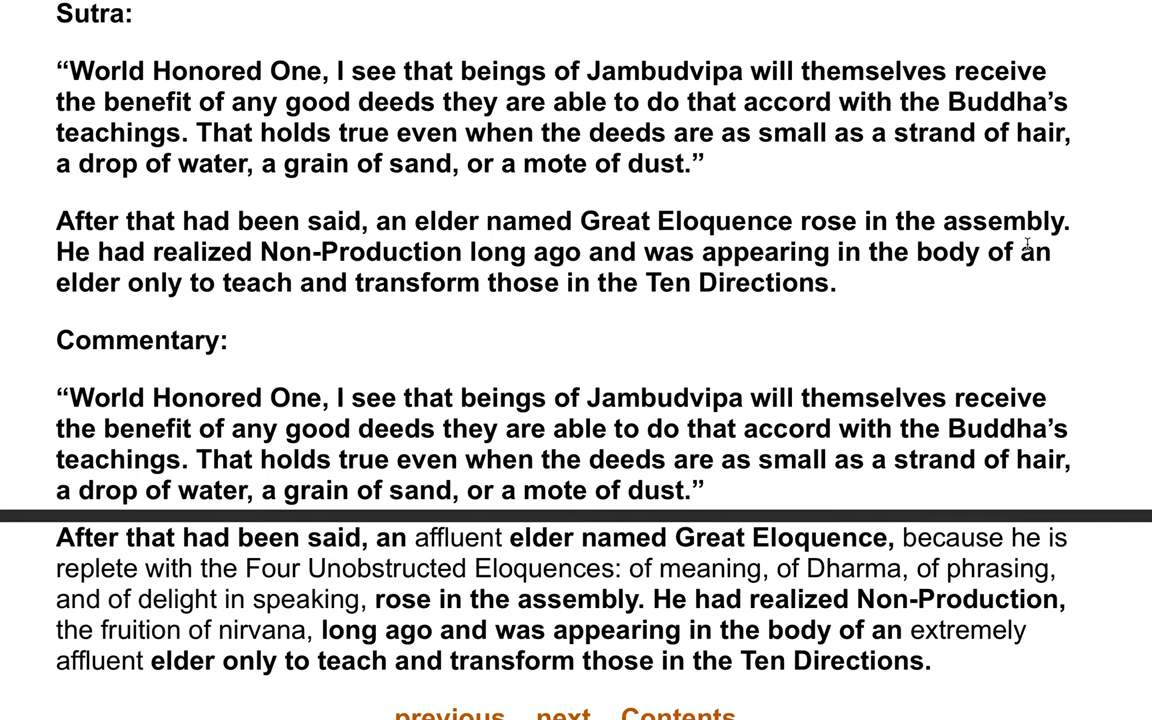 Sutra:
“World Honored One, I see that beings of Jambudvipa will themselves receive
the benefit of any good deeds they are able to do that accord with the Buddha’s
teachings. That holds true even when the deeds are as small as a strand of hair,
a drop of water, a grain of sand, or a mote of dust.”
After that had been said, an elder named Great Eloquence rose in the assembly.
He had realized Non-Production long ago and was appearing in the body of an
elder only to teach and transform those in the Ten Directions.
Commentary:
“World Honored One, I see that beings of Jambudvipa will themselves receive
the benefit of any good deeds they are able to do that accord with the Buddha’s
teachings. That holds true even when the deeds are as small as a strand of hair,
a drop of water, a grain of sand, or a mote of dust.”
After that had been said, an affluent elder named Great Eloquence, because he is
replete with the Four Unobstructed Eloquences: of meaning, of Dharma, of phrasing,
and of delight in speaking, rose in the assembly. He had realized Non-Production,
the fruition of nirvana, long ago and was appearing in the body of an extremely
affluent elder only to teach and transform those in the Ten Directions.
previous next Contents